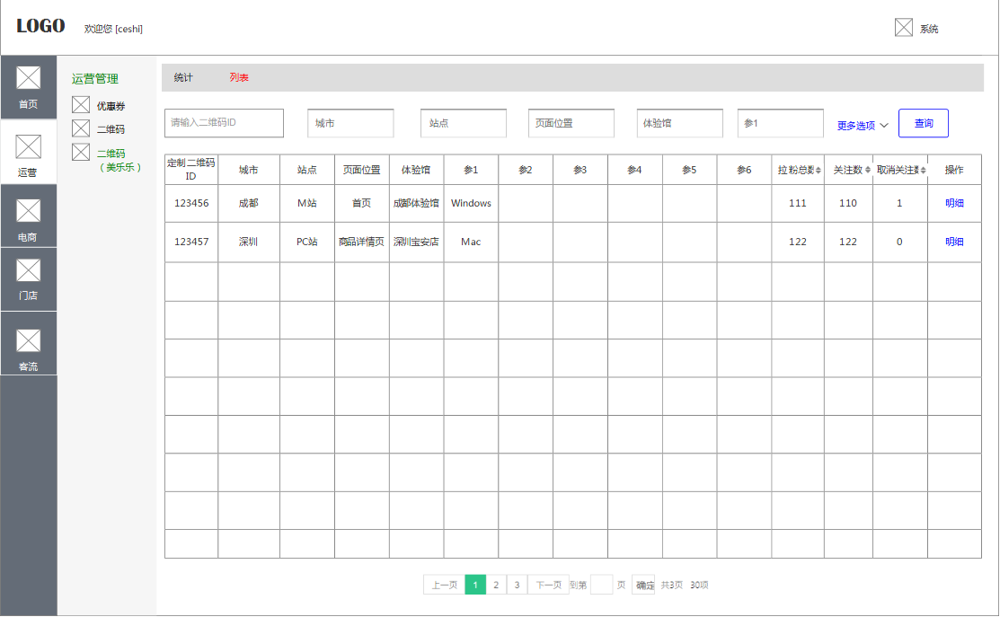 LOGO 欢迎您 [ceshi] 系统
首页
运营
电商
门店
客流
运营管理
优惠券
二维码
二维码
（美乐乐）
统计 列表
请输入二维码ID 城市 站点 页面位置 体验馆 参1 更多选项 查询
定制二维码ID 城市 站点 页面位置 体验馆 参1 参2 参3 参4 参5 参6 拉粉总数 关注数 取消关注数 操作
123456 成都 M站 首页 成都体验馆 Windows 111 110 1 明细
123457 深圳 PC站 商品详情页 深圳宝安店 Mac 122 122 0 明细
上一页 1 2 3 下一页 到第 页 确定 共3页 30项